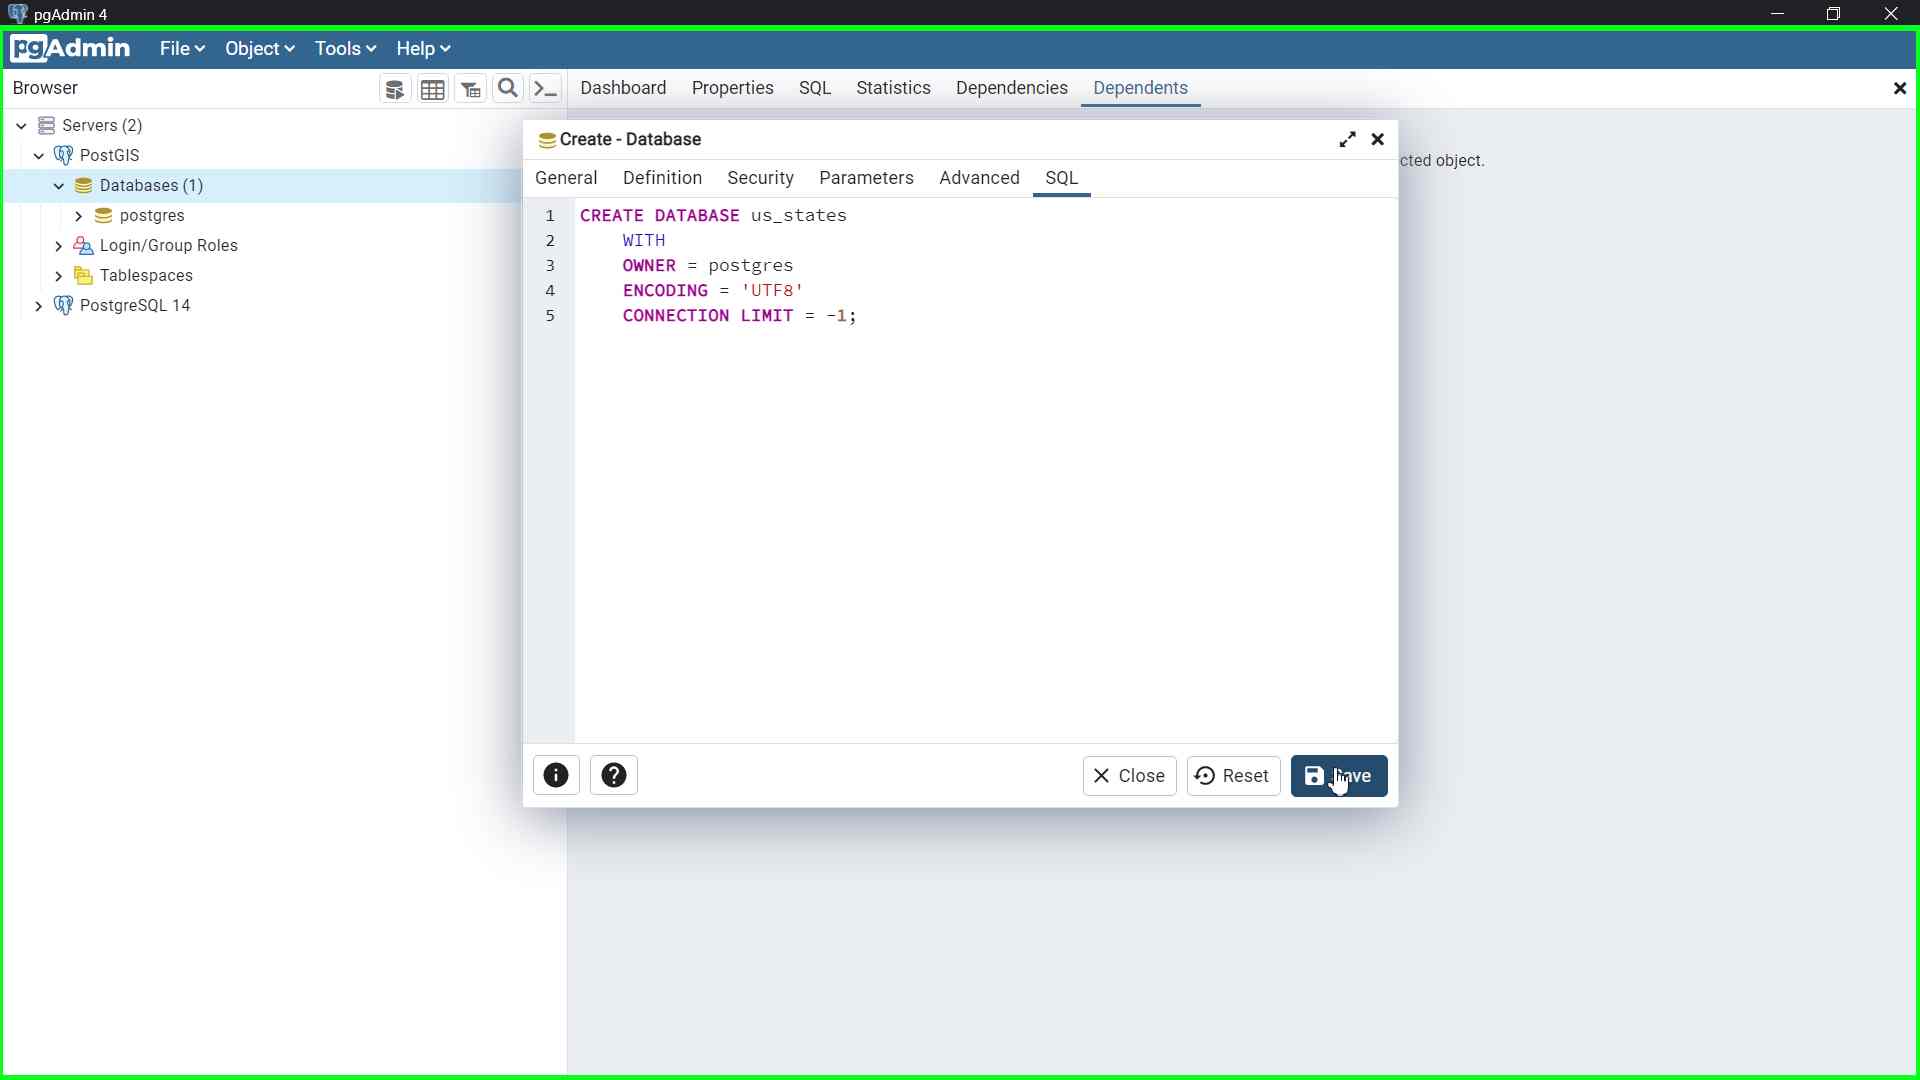 pgAdmin 4
pgAdmin File Object Tools Help
Browser
Dashboard Properties SQL Statistics Dependencies Dependents
Servers (2)
PostGIS
Databases (1)
postgres
Login/Group Roles
Tablespaces
PostgreSQL 14
Create - Database
cted object.
General Definition Security Parameters Advanced SQL
1 CREATE DATABASE us_states
2 WITH
3 OWNER = postgres
4 ENCODING = 'UTF8'
5 CONNECTION LIMIT = -1;
Close Reset Save